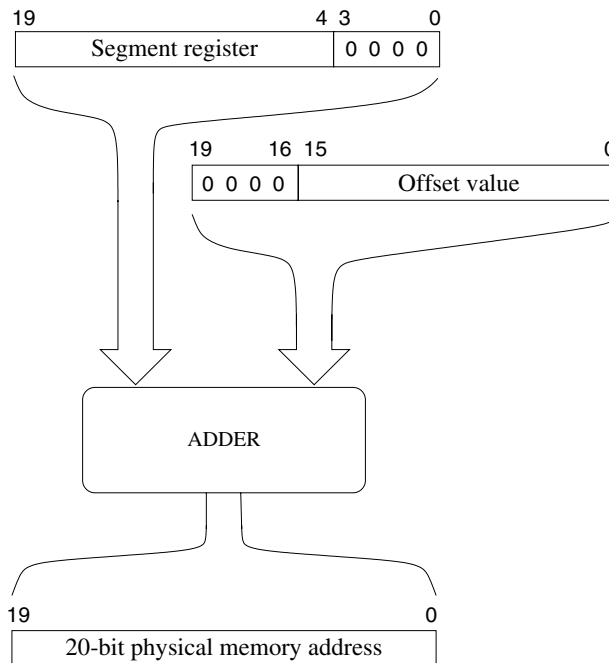 19 4 3 0
Segment register 0 0 0 0
19 16 15 0
0 0 0 0 Offset value
ADDER
19 0
20-bit physical memory address